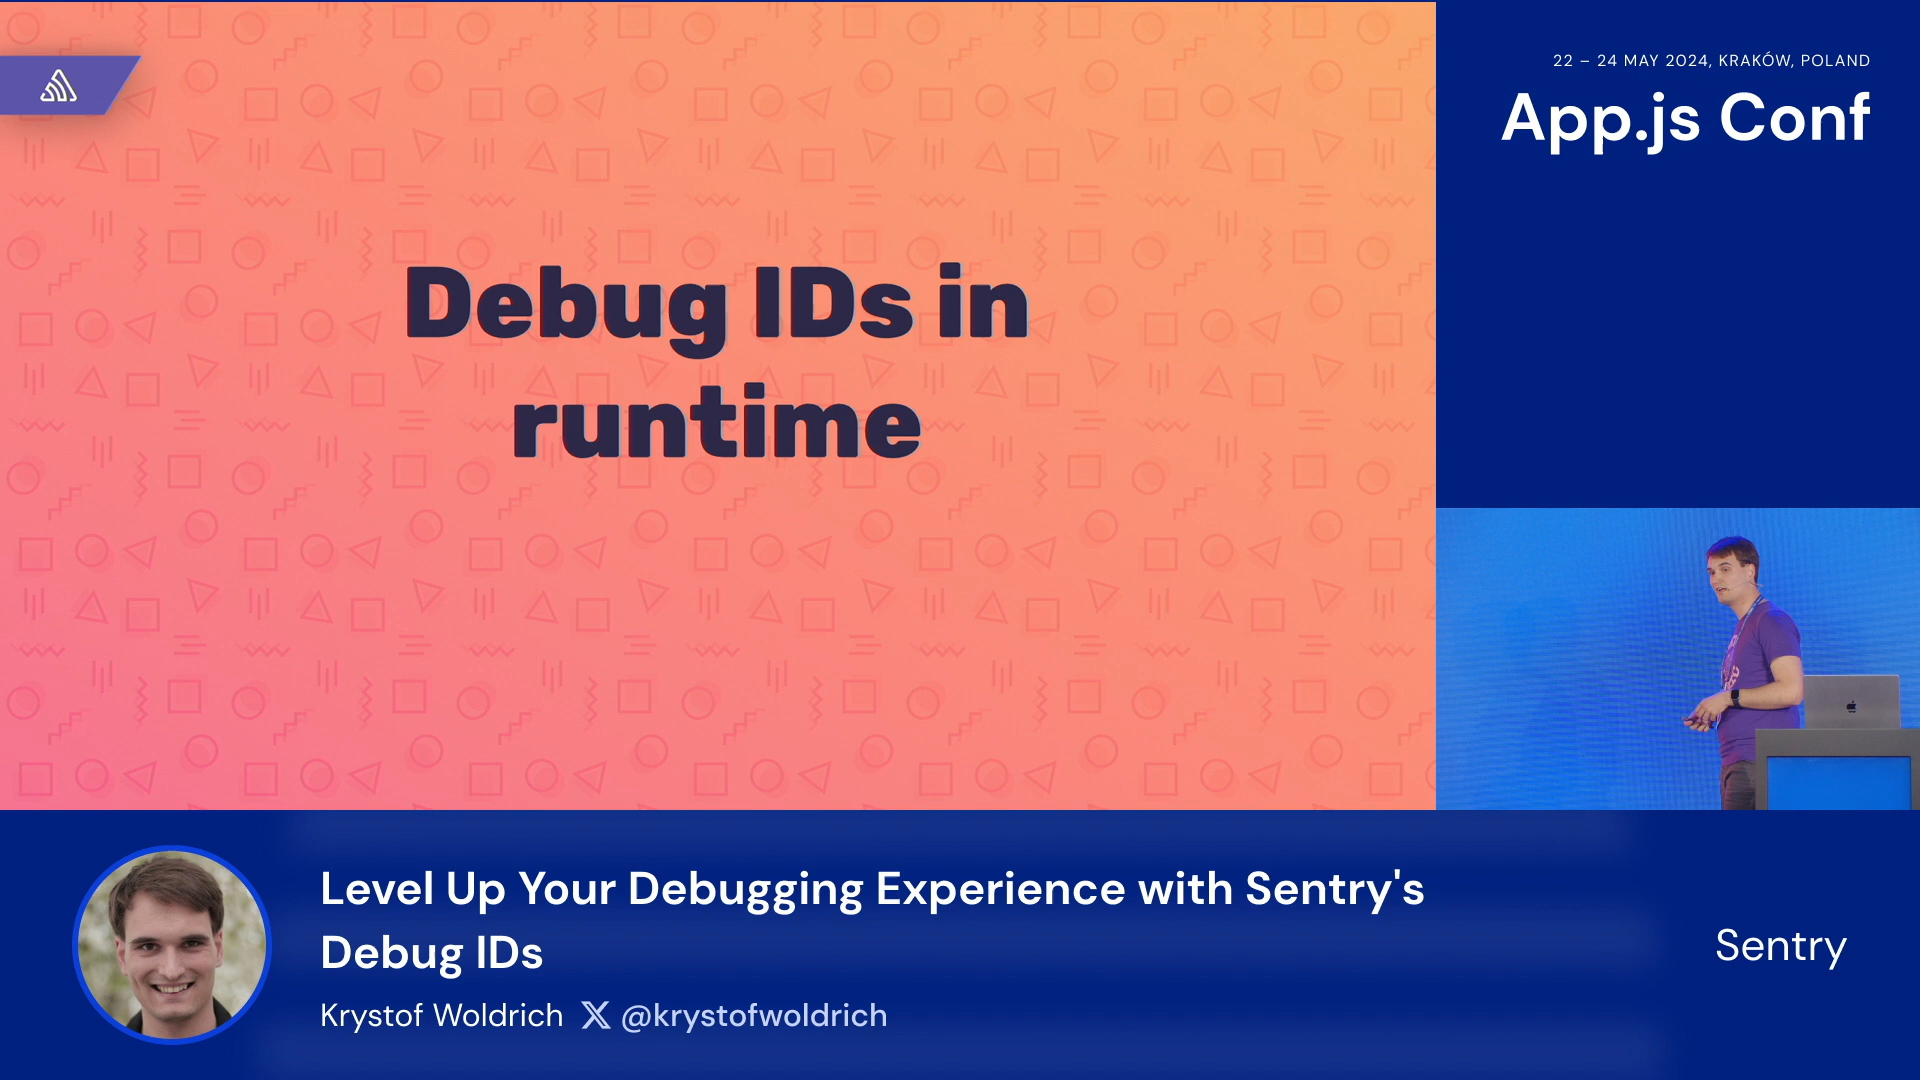 Debug IDs in
runtime
22 – 24 MAY 2024, KRAKÓW, POLAND
App.js Conf
Level Up Your Debugging Experience with Sentry's
Debug IDs
Krystof Woldrich X @krystofwoldrich
Sentry